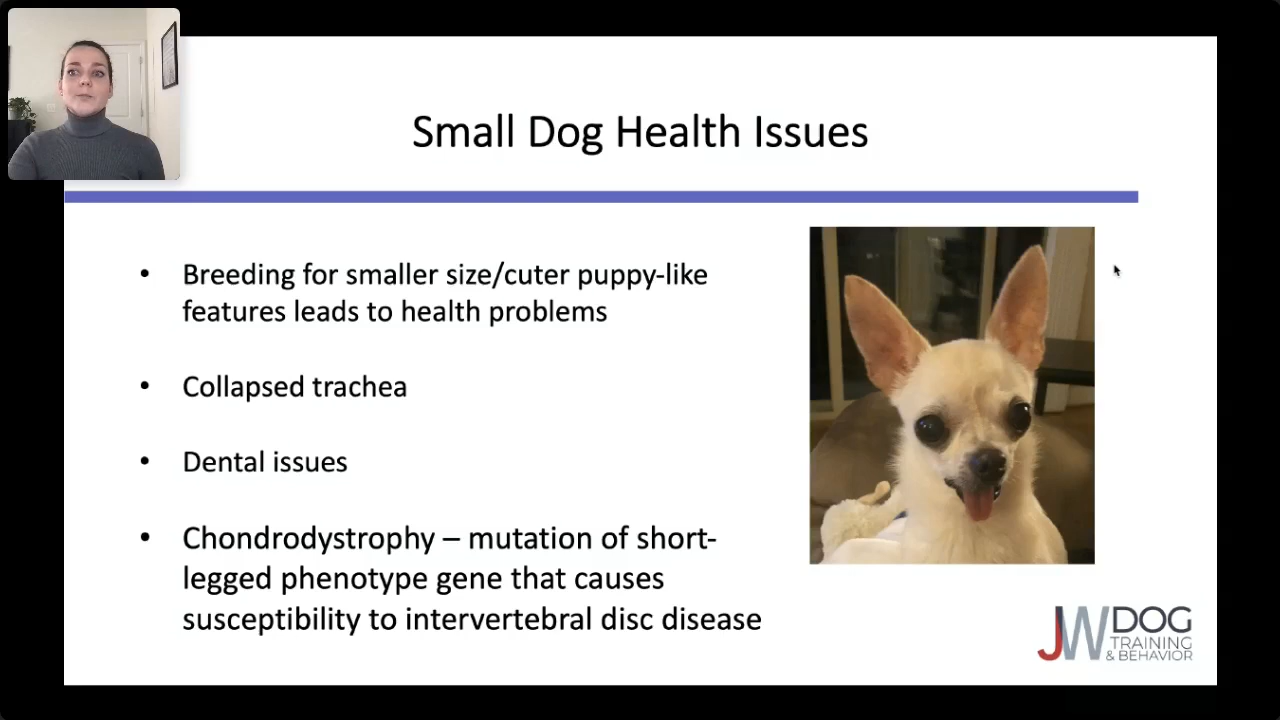 Small Dog Health Issues
• Breeding for smaller size/cuter puppy-like
features leads to health problems
• Collapsed trachea
• Dental issues
• Chondrodystrophy – mutation of short-
legged phenotype gene that causes
susceptibility to intervertebral disc disease
JW DOG
TRAINING
& BEHAVIOR